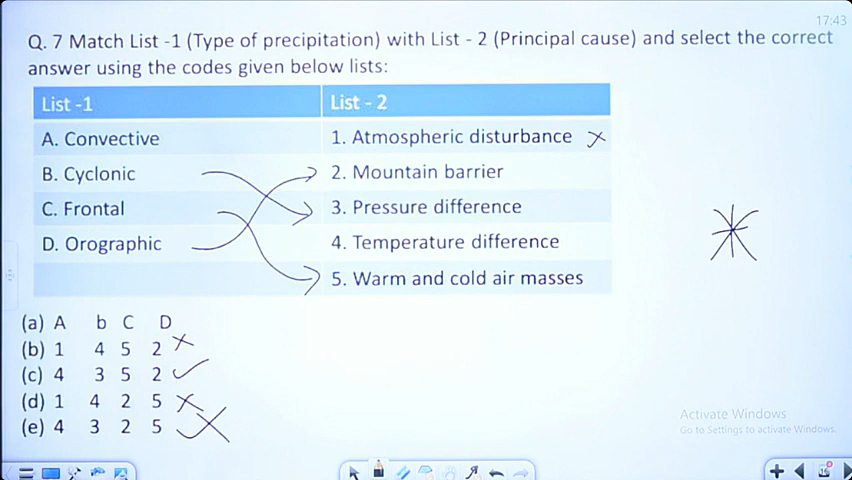 17:43
Q. 7 Match List -1 (Type of precipitation) with List - 2 (Principal cause) and select the correct
answer using the codes given below lists:
List -1 List - 2
A. Convective 1. Atmospheric disturbance
B. Cyclonic 2. Mountain barrier
C. Frontal 3. Pressure difference
D. Orographic 4. Temperature difference
5. Warm and cold air masses
(a) A b C D
(b) 1 4 5 2
(c) 4 3 5 2
(d) 1 4 2 5
(e) 4 3 2 5
Activate Windows
Go to Settings to activate Windows.